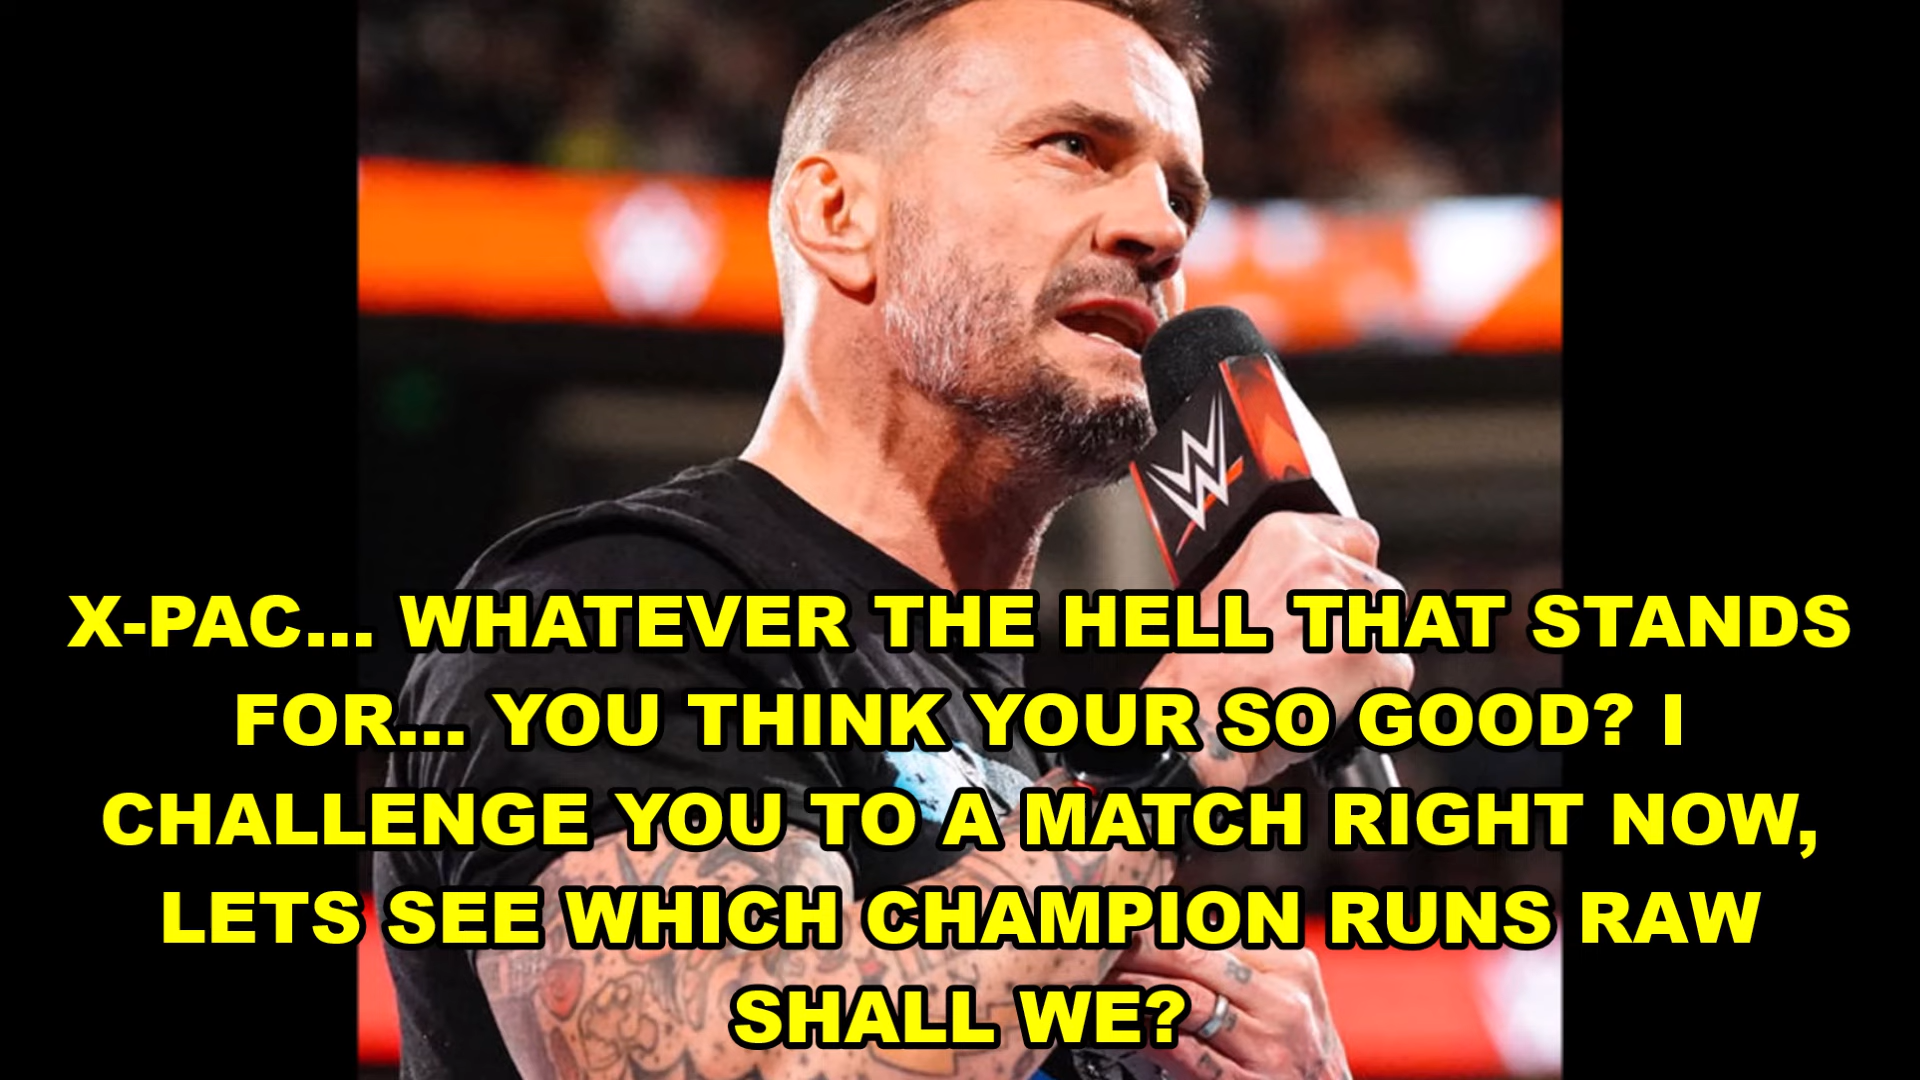 X-PAC... WHATEVER THE HELL THAT STANDS
FOR... YOU THINK YOUR SO GOOD? I
CHALLENGE YOU TO A MATCH RIGHT NOW,
LETS SEE WHICH CHAMPION RUNS RAW
SHALL WE?